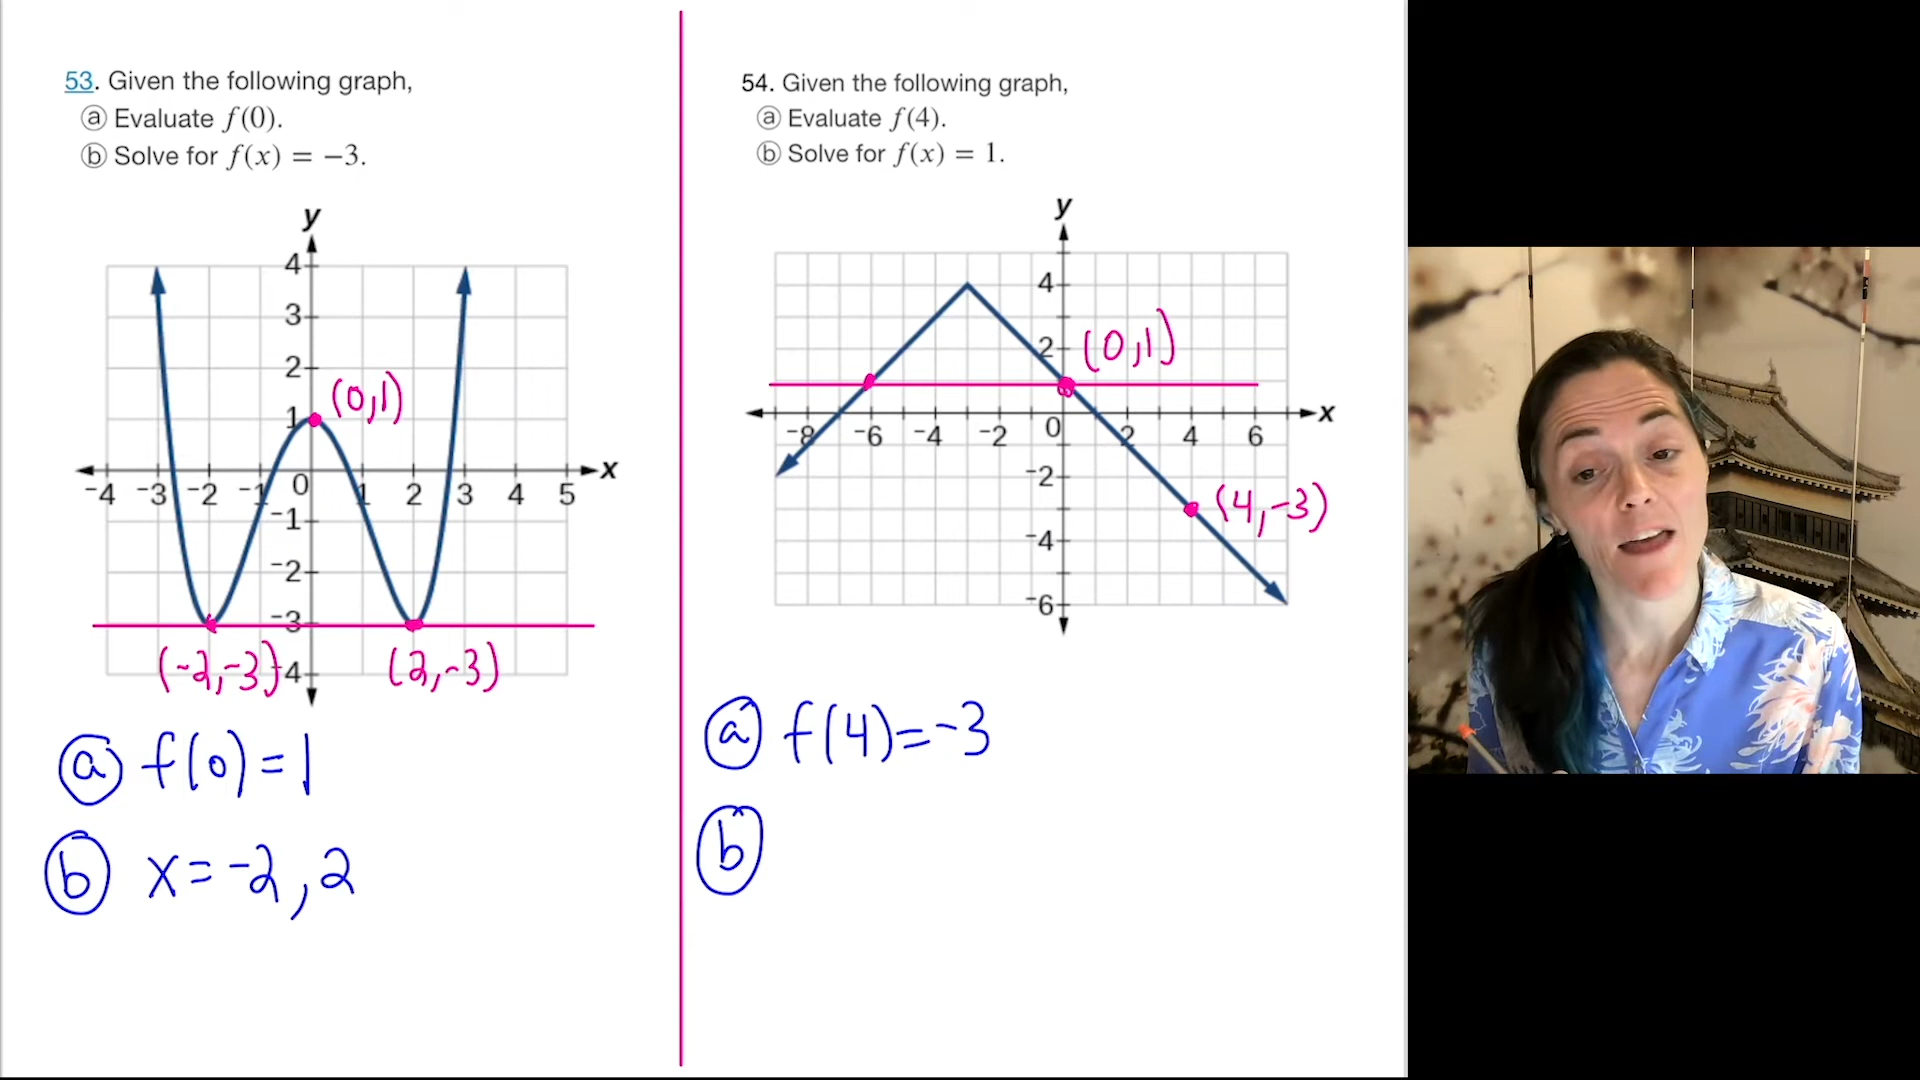 53. Given the following graph,
ⓐ Evaluate f(0).
ⓑ Solve for f(x) = −3.
y
4
3
2
1
(0,1)
x
-4 -3 -2 -1 0 1 2 3 4 5
-1
-2
-3
-4
(-2,-3) (2,-3)
ⓐ f(0)=1
ⓑ x=-2,2
54. Given the following graph,
ⓐ Evaluate f(4).
ⓑ Solve for f(x) = 1.
y
4
2
(0,1)
x
-8 -6 -4 -2 0 2 4 6
-2
(4,-3)
-4
-6
ⓐ f(4)=-3
ⓑ